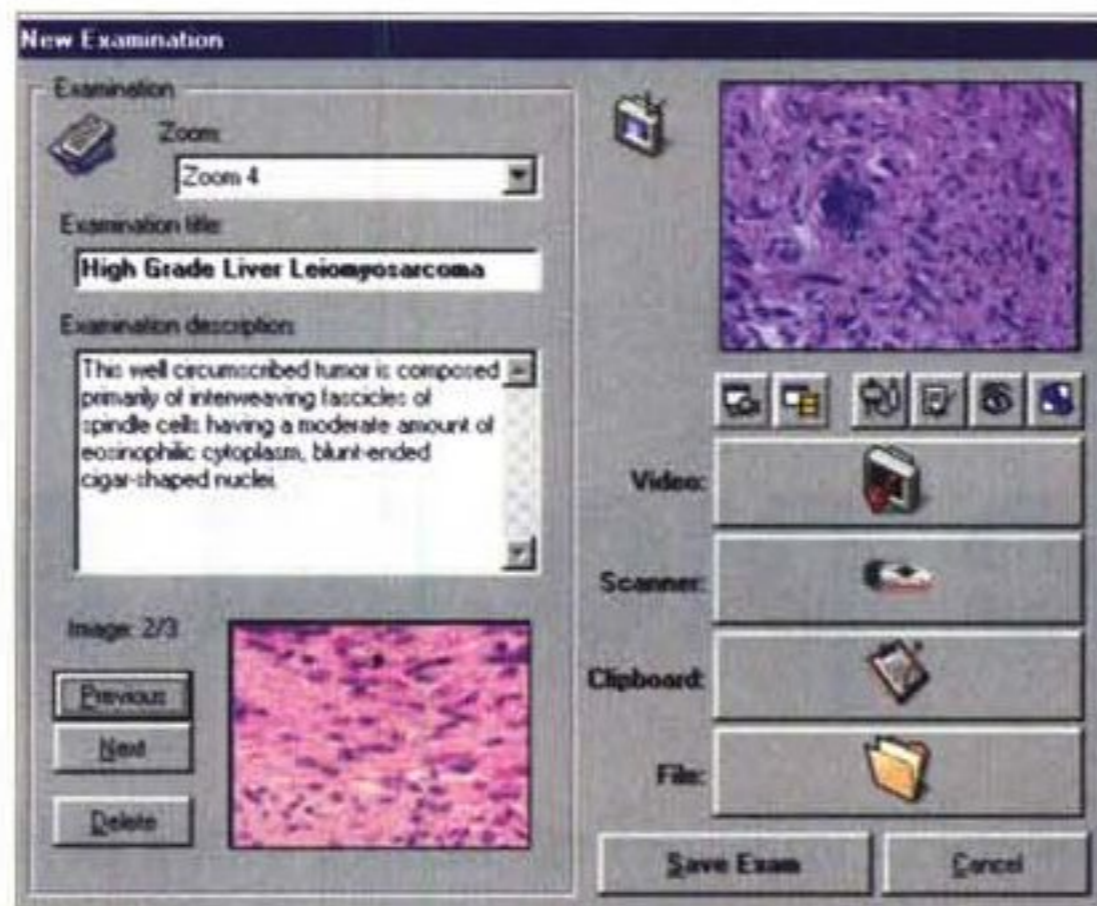 New Examination
Examination
Zoom:
Zoom 4
Examination title:
High Grade Liver Leiomyosarcoma
Examination description:
This well circumscribed tumor is composed
primarily of interweaving fascicles of
spindle cells having a moderate amount of
eosinophilic cytoplasm, blunt-ended
cigar-shaped nuclei.
Image: 2/3
Previous
Next
Delete
Video:
Scanner:
Clipboard:
File:
Save Exam
Cancel